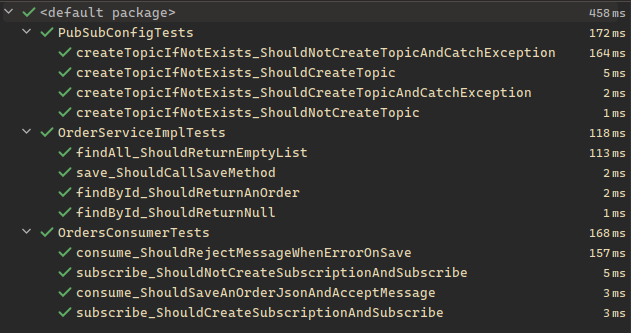 <default package> 458 ms
PubSubConfigTests 172 ms
createTopicIfNotExists_ShouldNotCreateTopicAndCatchException 164 ms
createTopicIfNotExists_ShouldCreateTopic 5 ms
createTopicIfNotExists_ShouldCreateTopicAndCatchException 2 ms
createTopicIfNotExists_ShouldNotCreateTopic 1 ms
OrderServiceImplTests 118 ms
findAll_ShouldReturnEmptyList 113 ms
save_ShouldCallSaveMethod 2 ms
findById_ShouldReturnAnOrder 2 ms
findById_ShouldReturnNull 1 ms
OrdersConsumerTests 168 ms
consume_ShouldRejectMessageWhenErrorOnSave 157 ms
subscribe_ShouldNotCreateSubscriptionAndSubscribe 5 ms
consume_ShouldSaveAnOrderJsonAndAcceptMessage 3 ms
subscribe_ShouldCreateSubscriptionAndSubscribe 3 ms